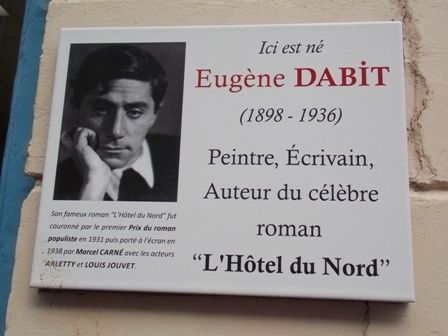 Ici est né
Eugène DABİT
(1898 - 1936)
Peintre, Écrivain,
Auteur du célèbre
roman
“L'Hôtel du Nord”
Son fameux roman “L'Hôtel du Nord” fut
couronné par le premier Prix du roman
populiste en 1931 puis porté à l'écran en
1938 par Marcel CARNÉ avec les acteurs
ARLETTY et LOUIS JOUVET.